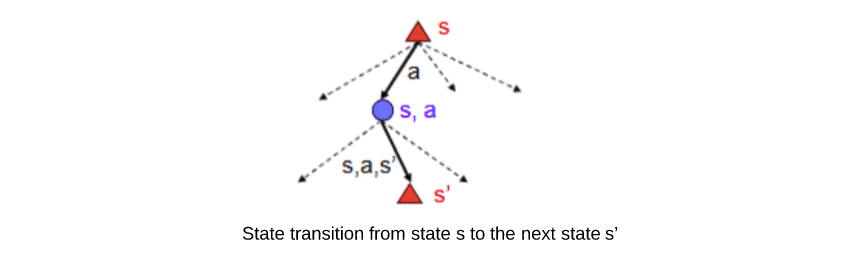 s
a
s, a
s,a,s'
s'
State transition from state s to the next state s’